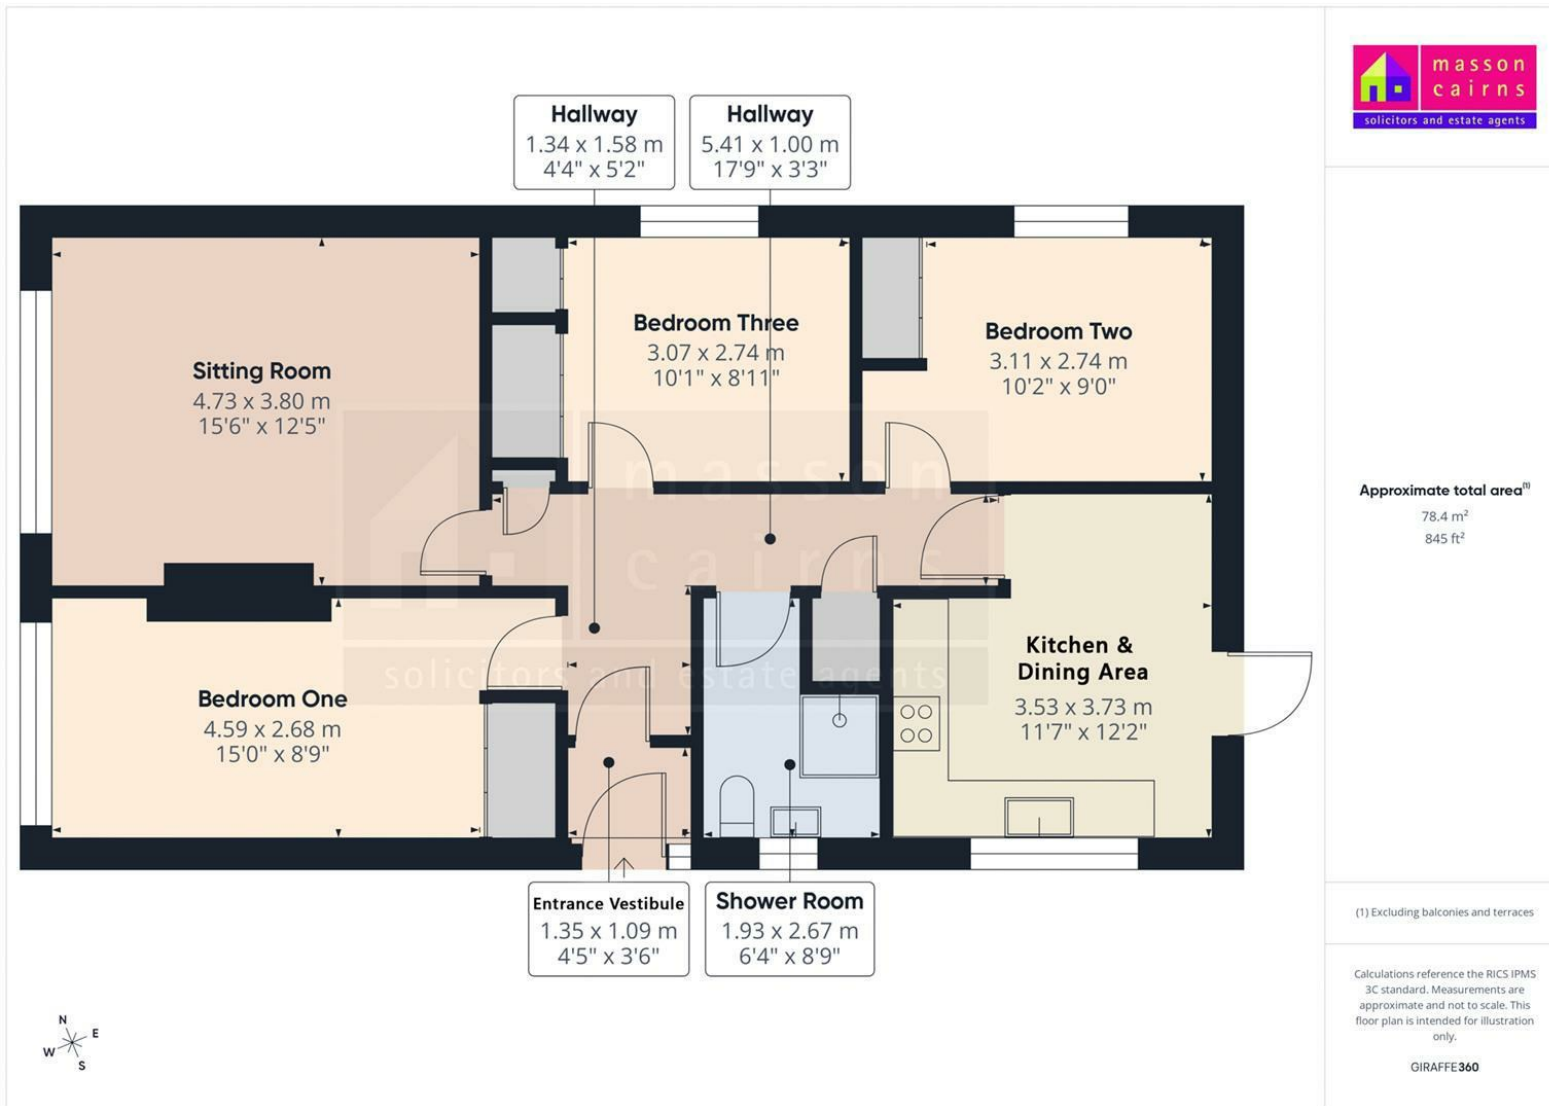 masson
cairns
solicitors and estate agents
Hallway
1.34 x 1.58 m
4'4" x 5'2"
Hallway
5.41 x 1.00 m
17'9" x 3'3"
Sitting Room
4.73 x 3.80 m
15'6" x 12'5"
Bedroom Three
3.07 x 2.74 m
10'1" x 8'11"
Bedroom Two
3.11 x 2.74 m
10'2" x 9'0"
masson
cairns
solicitors and estate agents
Bedroom One
4.59 x 2.68 m
15'0" x 8'9"
Kitchen &
Dining Area
3.53 x 3.73 m
11'7" x 12'2"
Entrance Vestibule
1.35 x 1.09 m
4'5" x 3'6"
Shower Room
1.93 x 2.67 m
6'4" x 8'9"
N
E
W
S
Approximate total area(1)
78.4 m²
845 ft²
(1) Excluding balconies and terraces
Calculations reference the RICS IPMS
3C standard. Measurements are
approximate and not to scale. This
floor plan is intended for illustration
only.
GIRAFFE360